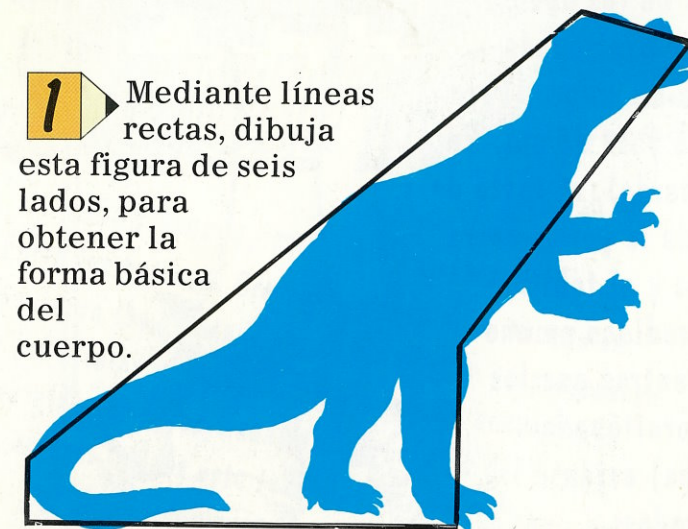 1 Mediante líneas
rectas, dibuja
esta figura de seis
lados, para
obtener la
forma básica
del
cuerpo.